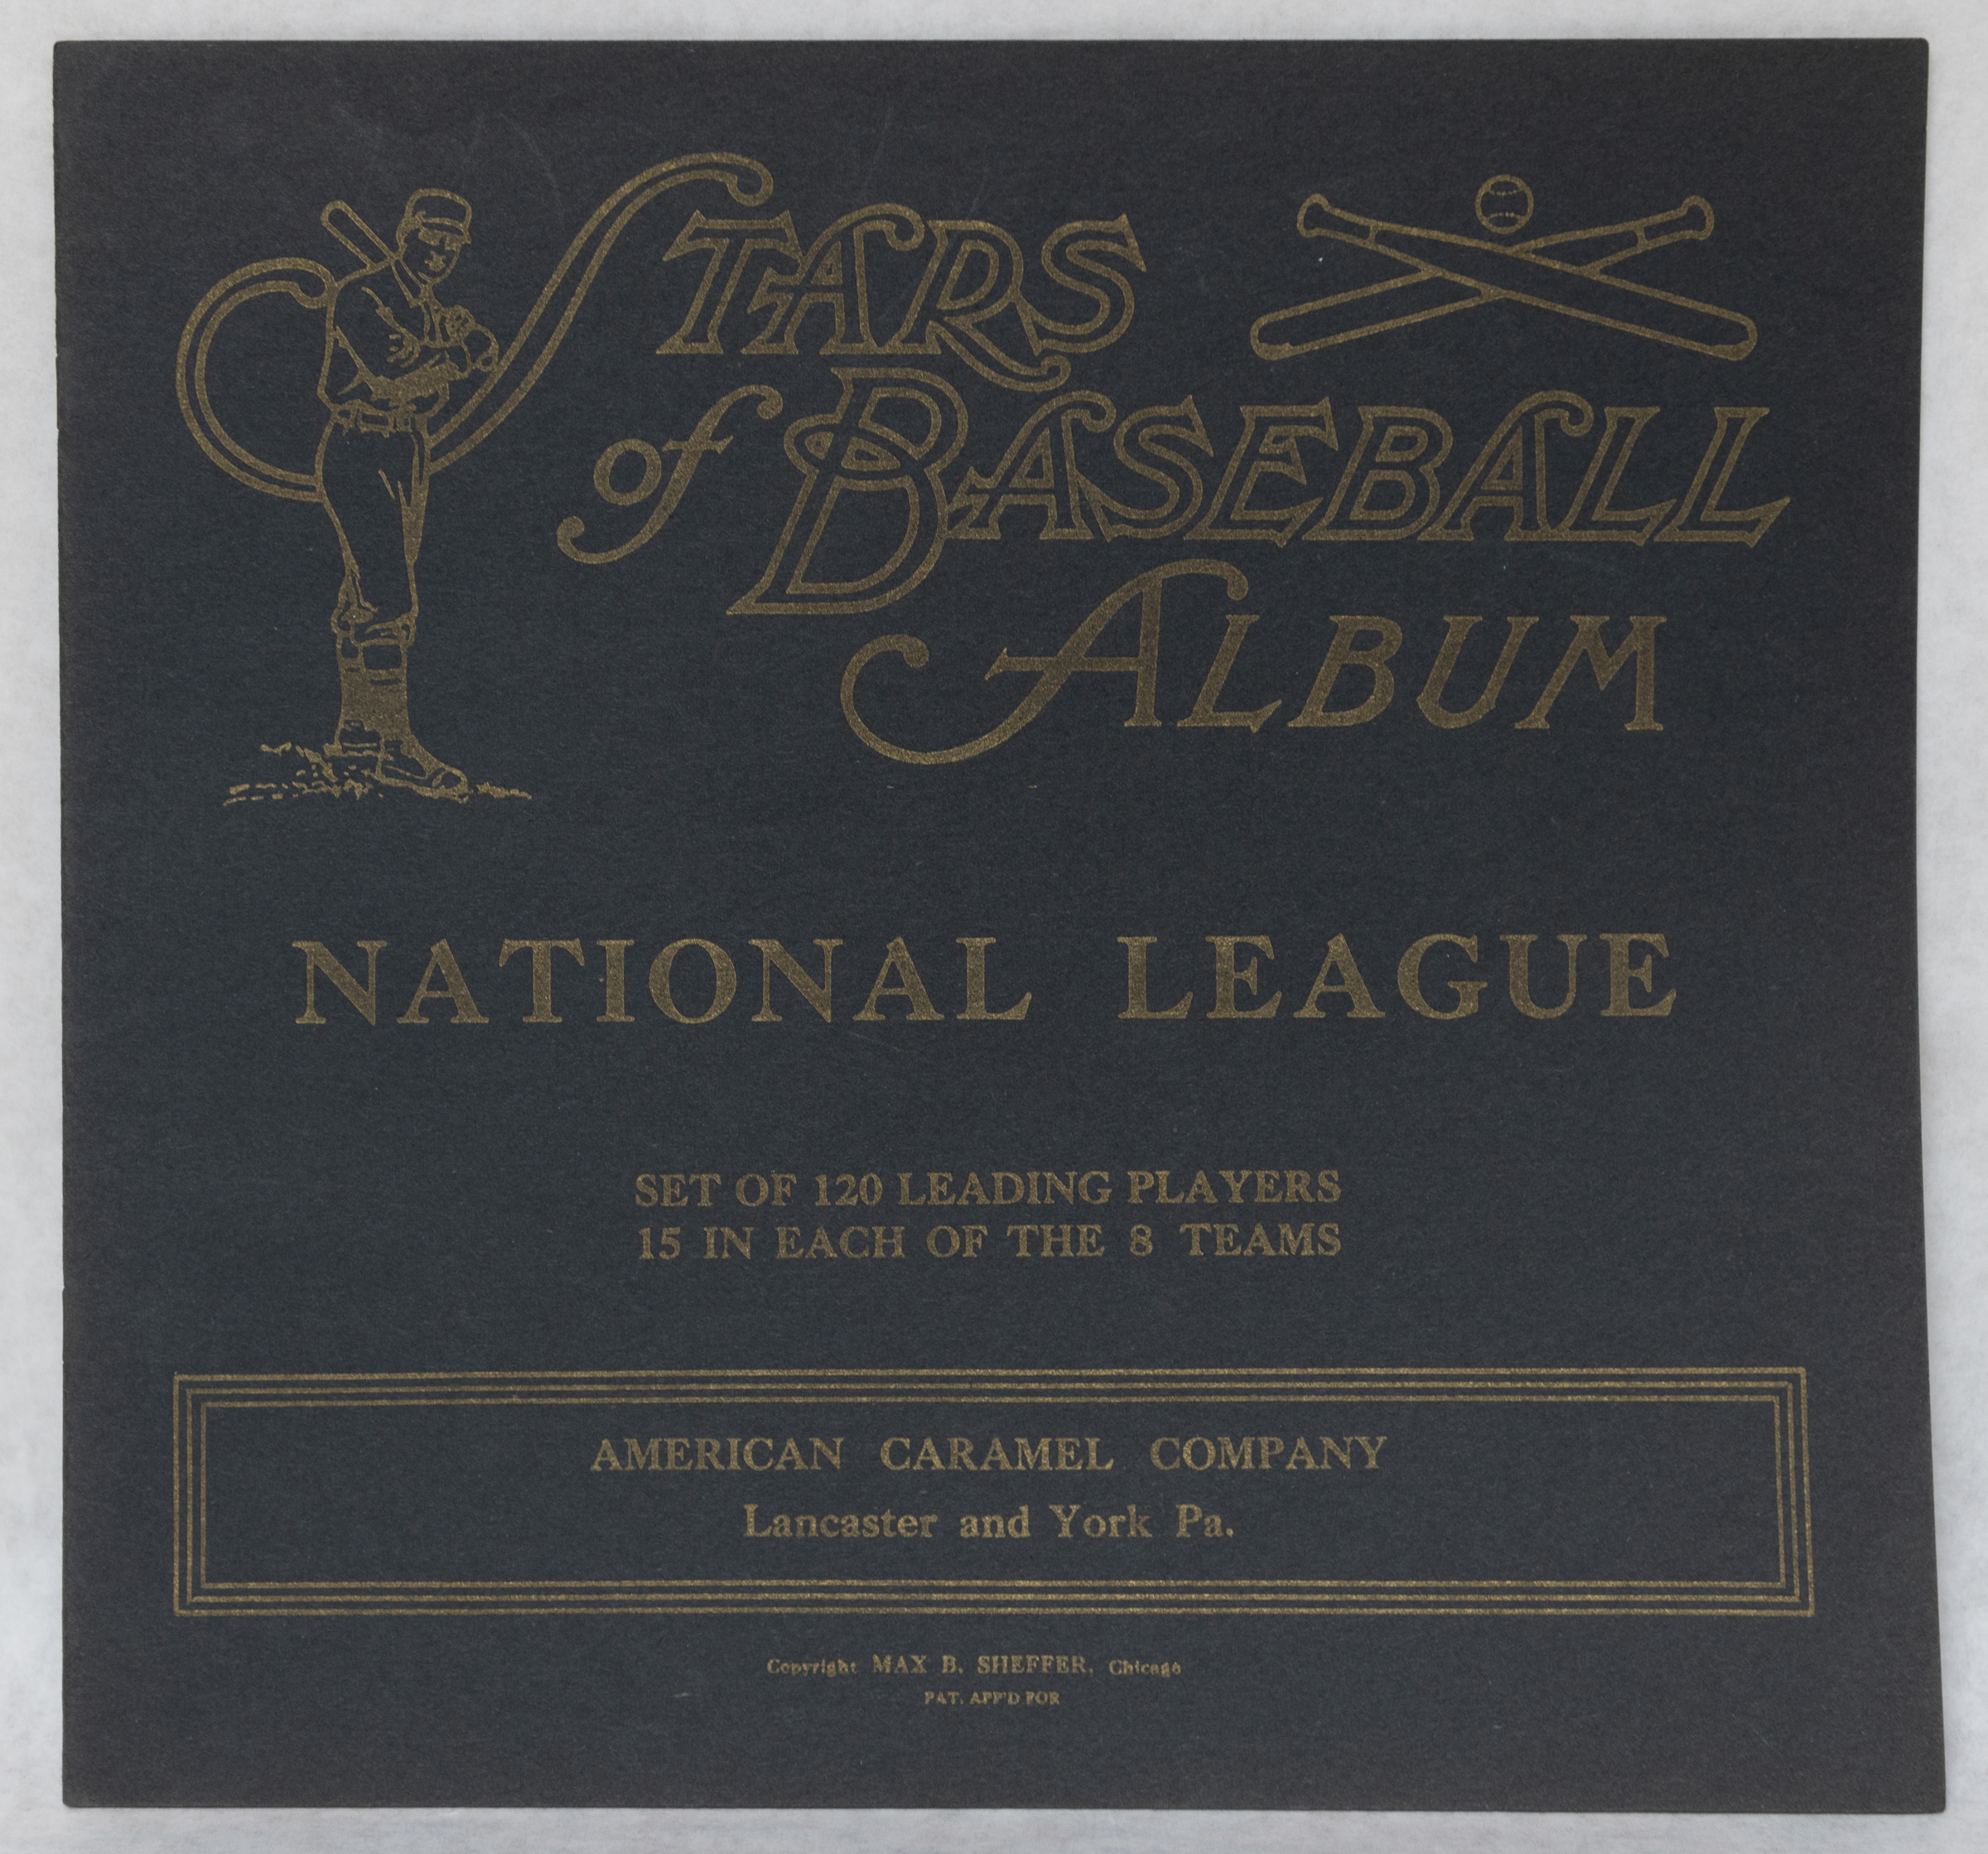 STARS
of BASEBALL
ALBUM
NATIONAL LEAGUE
SET OF 120 LEADING PLAYERS
15 IN EACH OF THE 8 TEAMS
AMERICAN CARAMEL COMPANY
Lancaster and York Pa.
Copyright MAX B. SHEFFER, Chicago
PAT. APP'D FOR